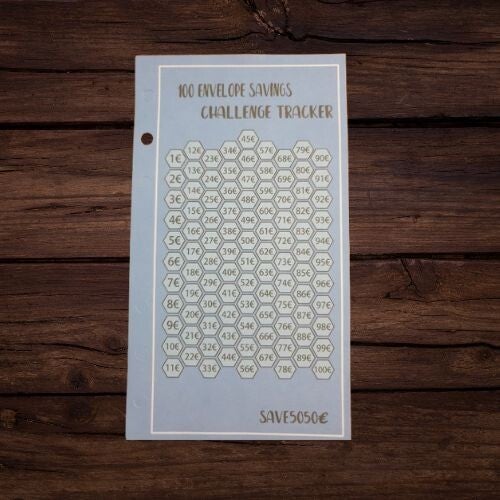 100 ENVELOPE SAVINGS
CHALLENGE TRACKER
45€
12€ 34€ 57€ 79€
1€ 23€ 46€ 68€ 90€
13€ 35€ 58€ 80€
2€ 24€ 47€ 69€ 91€
14€ 36€ 59€ 81€
3€ 25€ 48€ 70€ 92€
15€ 37€ 60€ 82€
4€ 26€ 49€ 71€ 93€
16€ 38€ 61€ 83€
5€ 27€ 50€ 72€ 94€
17€ 39€ 62€ 84€
6€ 28€ 51€ 73€ 95€
18€ 40€ 63€ 85€
7€ 29€ 52€ 74€ 96€
19€ 41€ 64€ 86€
8€ 30€ 53€ 75€ 97€
20€ 42€ 65€ 87€
9€ 31€ 54€ 76€ 98€
21€ 43€ 66€ 88€
10€ 32€ 55€ 77€ 99€
22€ 44€ 67€ 89€
11€ 33€ 56€ 78€ 100€
SAVE5050€